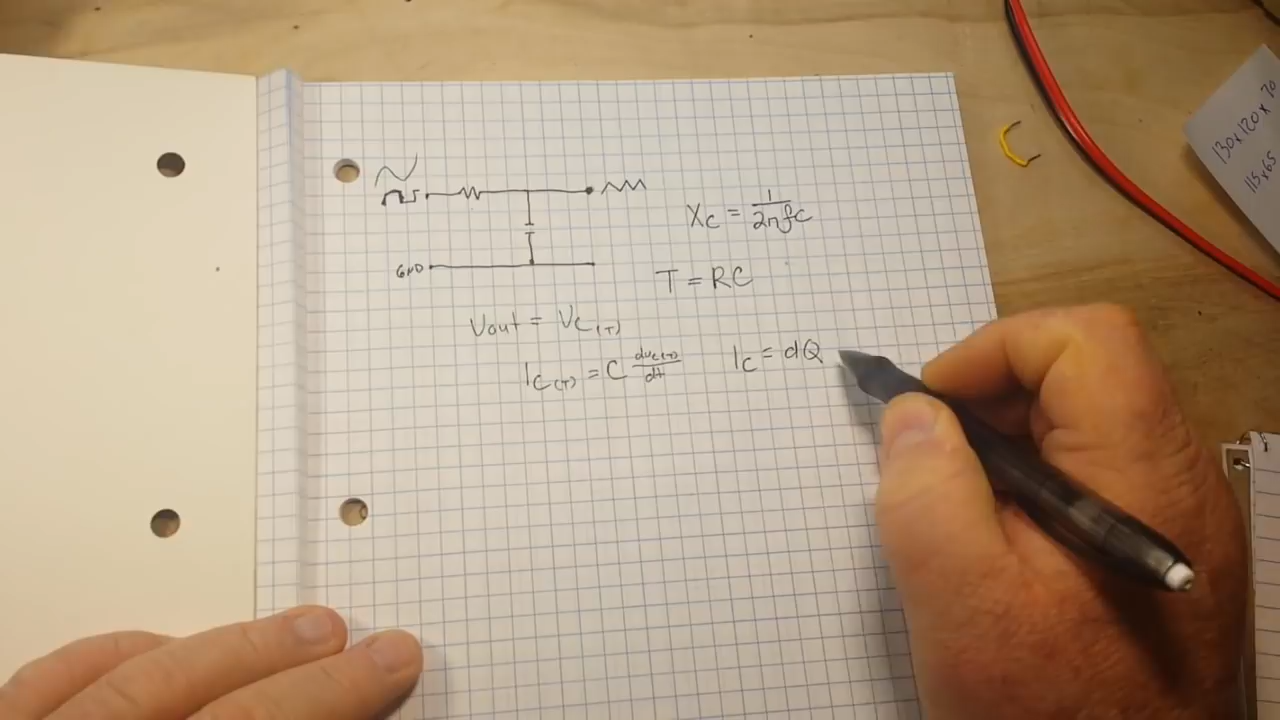 GND
Xc = 1/2πfC
T = RC
Vout = Vc(T)
Ic(T) = C dvc(T)/dt
Ic = dQ
130x120x70
115x65